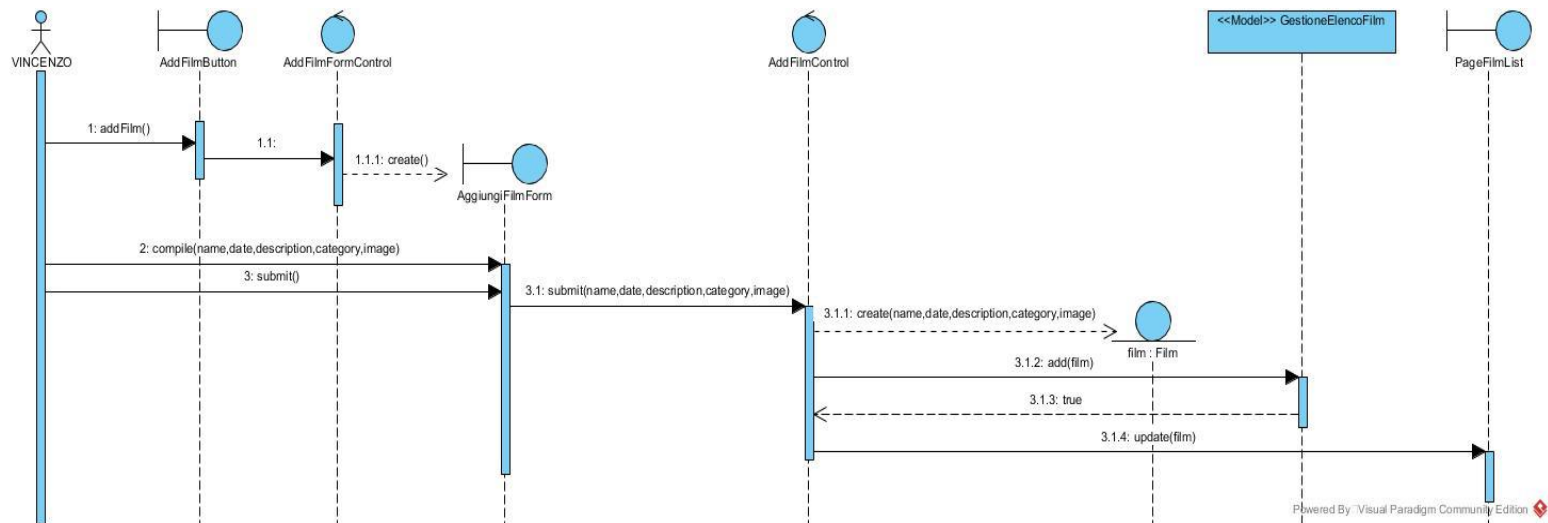 <<Model>> GestioneElencoFilm
VINCENZO
AddFilmButton
AddFilmFormControl
AddFilmControl
PageFilmList
1: addFilm()
1.1:
1.1.1: create()
AggiungiFilmForm
2: compile(name,date,description,category,image)
3: submit()
3.1: submit(name,date,description,category,image)
3.1.1: create(name,date,description,category,image)
film : Film
3.1.2: add(film)
3.1.3: true
3.1.4: update(film)
Powered By Visual Paradigm Community Edition